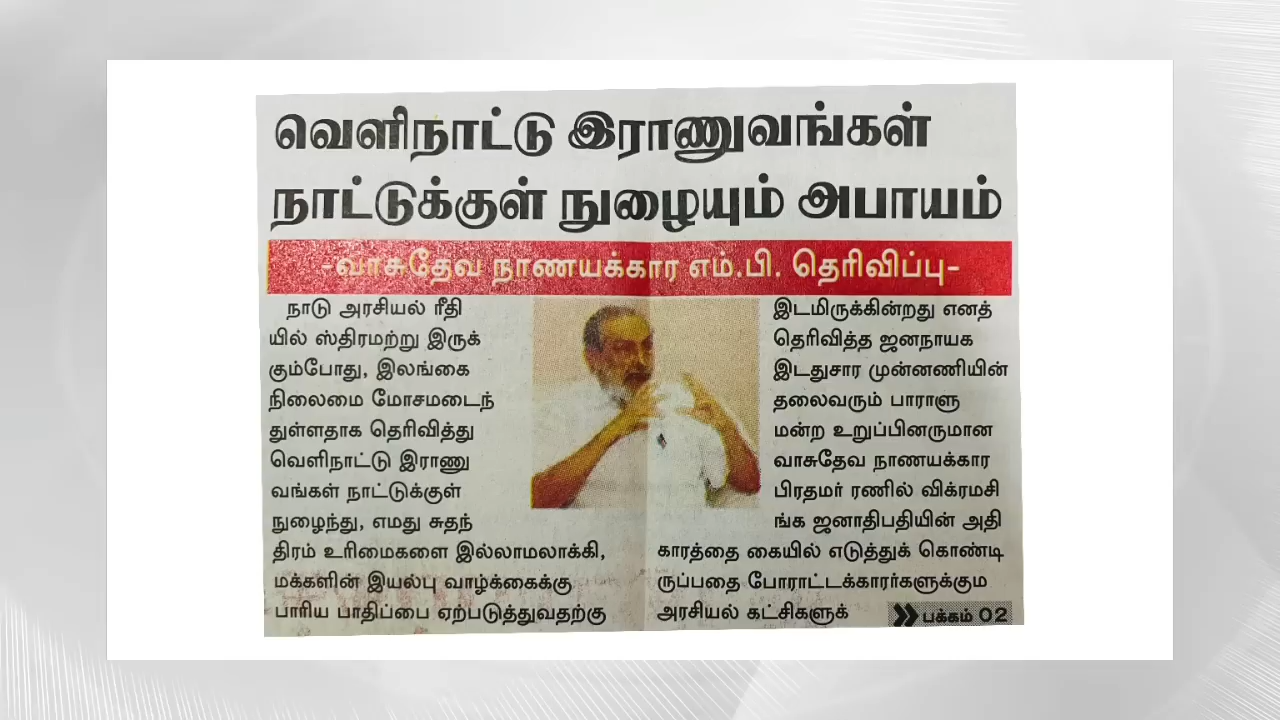 வெளிநாட்டு இராணுவங்கள்
நாட்டுக்குள் நுழையும் அபாயம்
-வாசுதேவ நாணயக்கார எம்.பி. தெரிவிப்பு-
நாடு அரசியல் ரீதி
யில் ஸ்திரமற்று இருக்
கும்போது, இலங்கை
நிலைமை மோசமடைந்
துள்ளதாக தெரிவித்து
வெளிநாட்டு இராணு
வங்கள் நாட்டுக்குள்
நுழைந்து, எமது சுதந்
திரம் உரிமைகளை இல்லாமலாக்கி,
மக்களின் இயல்பு வாழ்க்கைக்கு
பாரிய பாதிப்பை ஏற்படுத்துவதற்கு
இடமிருக்கின்றது எனத்
தெரிவித்த ஜனநாயக
இடதுசார முன்னணியின்
தலைவரும் பாராளு
மன்ற உறுப்பினருமான
வாசுதேவ நாணயக்கார
பிரதமர் ரணில் விக்ரமசி
ங்க ஜனாதிபதியின் அதி
காரத்தை கையில் எடுத்துக் கொண்டி
ருப்பதை போராட்டக்காரர்களுக்கும
அரசியல் கட்சிகளுக்
பக்கம் 02